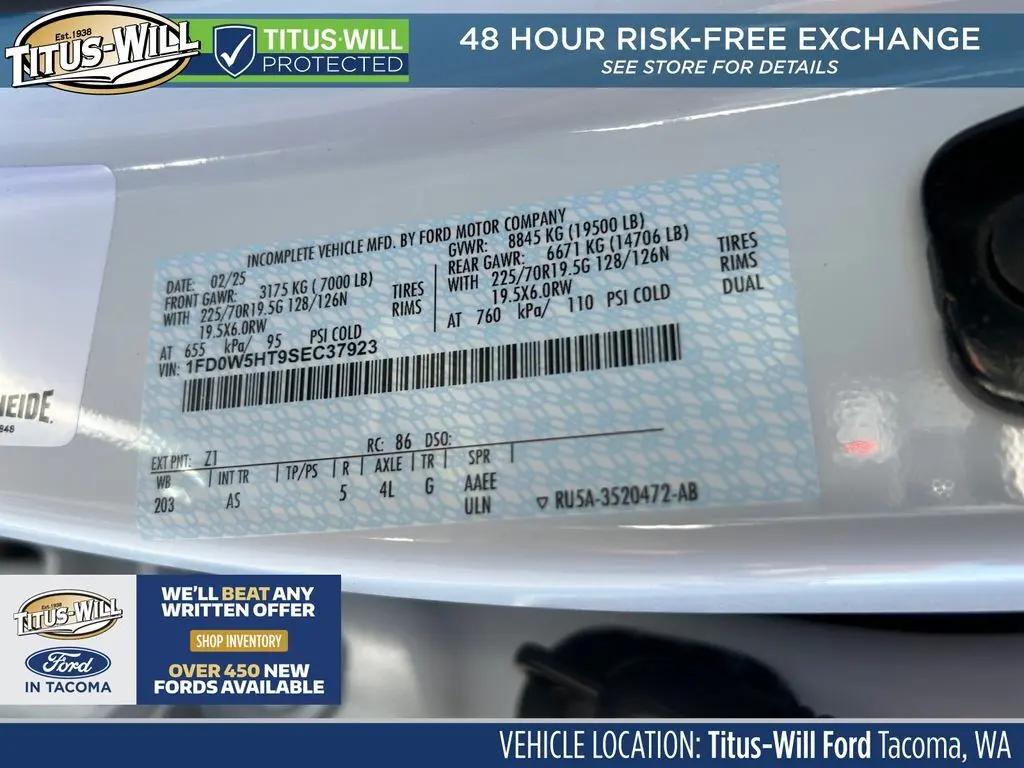 Est.1938
TITUS-WILL
TITUS-WILL
PROTECTED
48 HOUR RISK-FREE EXCHANGE
SEE STORE FOR DETAILS
INCOMPLETE VEHICLE MFD. BY FORD MOTOR COMPANY
DATE: 02/25
GVWR: 8845 KG (19500 LB)
FRONT GAWR: 3175 KG ( 7000 LB)
REAR GAWR: 6671 KG (14706 LB)
WITH 225/70R19.5G 128/126N TIRES
WITH 225/70R19.5G 128/126N TIRES
19.5X6.0RW RIMS
19.5X6.0RW RIMS
AT 655 kPa/ 95 PSI COLD
AT 760 kPa/ 110 PSI COLD DUAL
VIN: 1FD0W5HT9SEC37923
EXT PNT: Z1 RC: 86 DSO:
WB | INT TR | TP/PS | R | AXLE | TR | SPR |
203 AS 5 4L G AAEE
ULN
RU5A-3520472-AB
NEIDE.
848
Est.1938
TITUS-WILL
Ford
IN TACOMA
WE'LL BEAT ANY
WRITTEN OFFER
SHOP INVENTORY
OVER 450 NEW
FORDS AVAILABLE
VEHICLE LOCATION: Titus-Will Ford Tacoma, WA